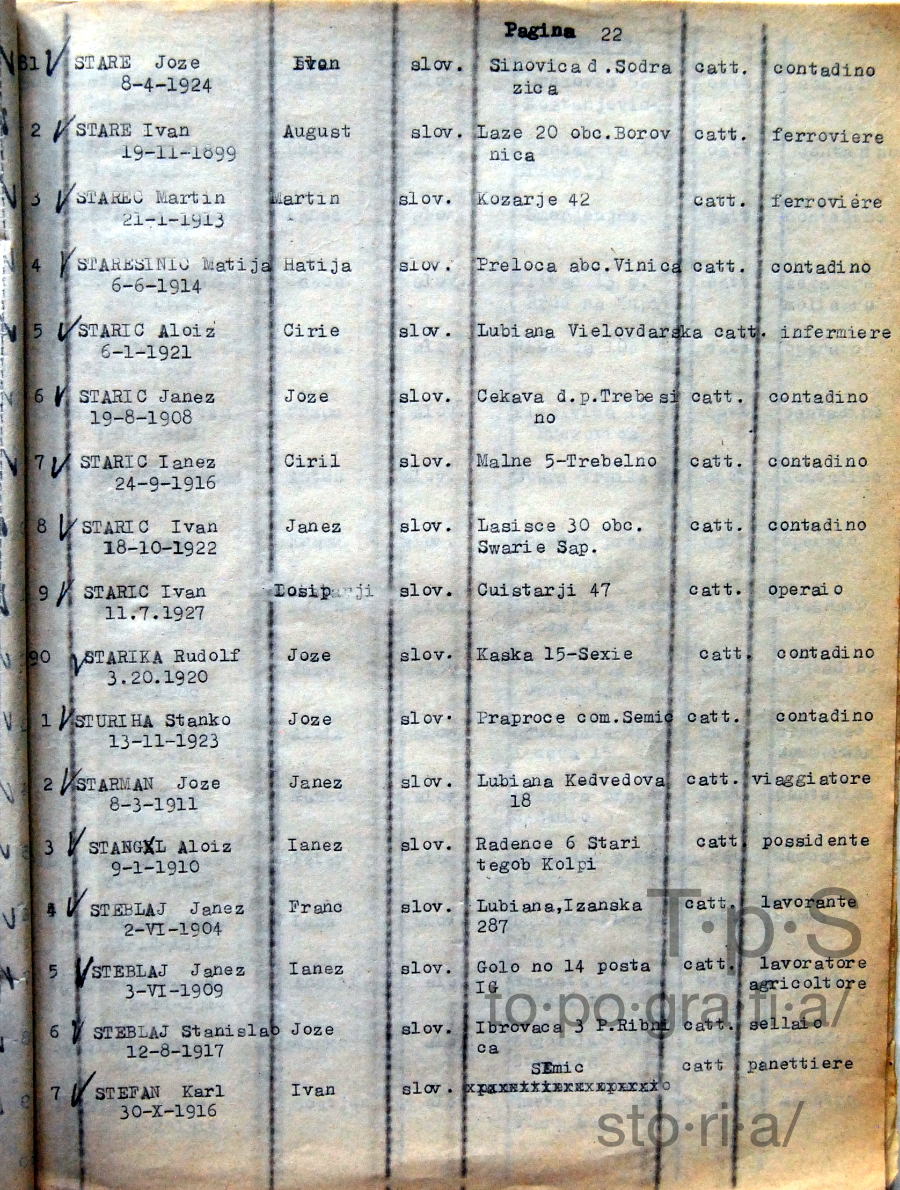 Pagina 22
81 STARE Joze Ivan slov. Sinovica d .Sodra catt. contadino
8-4-1924 zica
2 STARE Ivan August slov. Laze 20 obc.Borov catt. ferroviere
19-11-1899 nica
3 STAREC Martin Martin slov. Kozarje 42 catt. ferroviere
21-1-1913
4 STARESINIC Matija Hatija slov. Preloca abc.Vinica catt. contadino
6-6-1914
5 STARIC Aloiz Cirie slov. Lubiana Vielovdarska catt. infermiere
6-1-1921
6 STARIC Janez Joze slov. Cekava d.p.Trebesi catt. contadino
19-8-1908 no
7 STARIC Ianez Ciril slov. Malne 5-Trebelno catt. contadino
24-9-1916
8 STARIC Ivan Janez slov. Lasisce 30 obc. catt. contadino
18-10-1922 Swarie Sap.
9 STARIC Ivan slov. Cuistarji 47 catt. operaio
11.7.1927
90 STARIKA Rudolf Joze slov. Kaska 15-Sexie catt. contadino
3.20.1920
1 STURIHA Stanko Joze slov. Praproce com.Semic catt. contadino
13-11-1923
2 STARMAN Joze Janez slov. Lubiana Kedvedova catt. viaggiatore
8-3-1911 18
3 Aloiz Ianez slov. Radence 6 Stari catt. possidente
9-1-1910 tegob Kolpi
4 STEBLAJ Janez Franc slov. Lubiana,Izanska catt. lavorante
2-VI-1904 287
5 STEBLAJ Janez Ianez slov. Golo no 14 posta catt. lavoratore
3-VI-1909 IG agricoltore
6 STEBLAJ Stanislao Joze slov. Ibrovaca 3 P.Ribni catt. sellaio
12-8-1917 ca
SEmic catt panettiere
7 STEFAN Karl Ivan slov.
30-X-1916
T·p·S
to·po·gra·fi·a/
sto·ri·a/